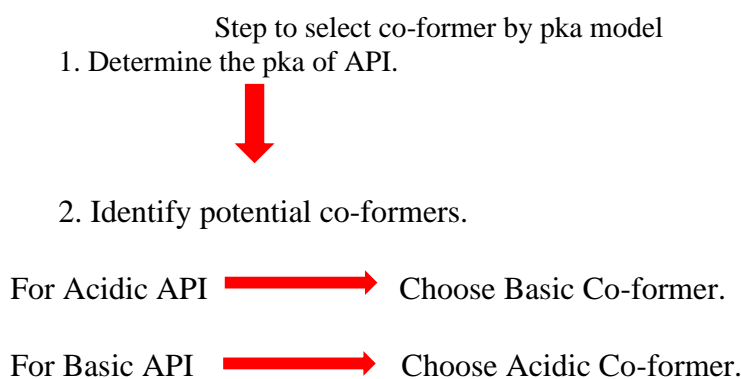 Step to select co-former by pka model
1. Determine the pka of API.
2. Identify potential co-formers.
For Acidic API Choose Basic Co-former.
For Basic API Choose Acidic Co-former.